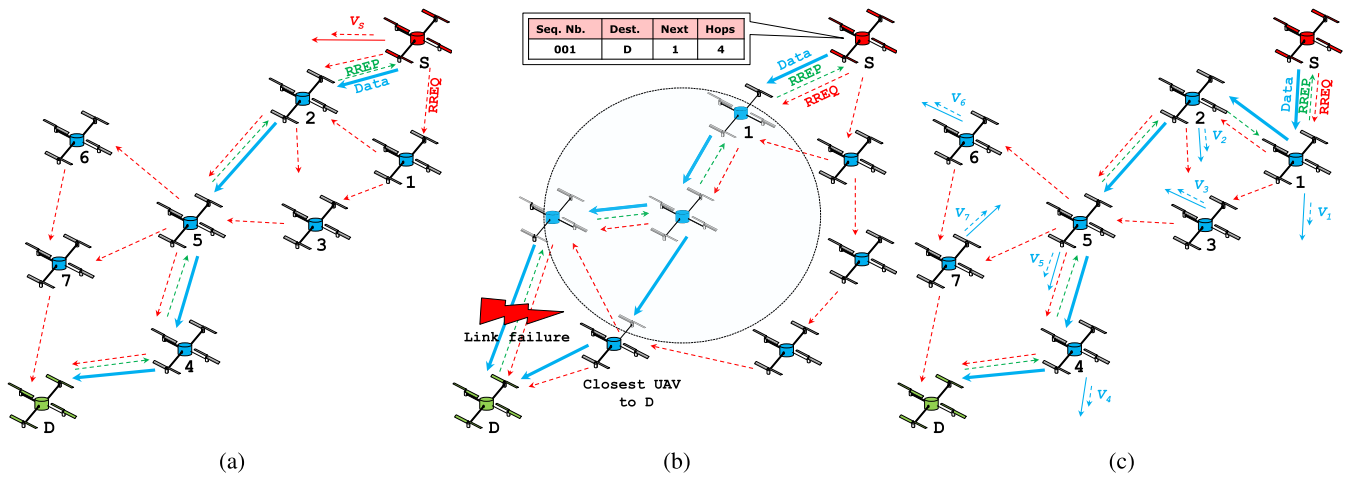 V_S
S
RREP
Data
RREQ
2
6
1
5
3
7
4
D
(a)
Seq. Nb. Dest. Next Hops
001 D 1 4
S
Data
RREP
RREQ
1
Link failure
Closest UAV
to D
D
(b)
S
Data
RREP
RREQ
V_6
2
6
V_2
1
V_3
V_7
5
3
V_1
7
V_5
4
V_4
D
(c)